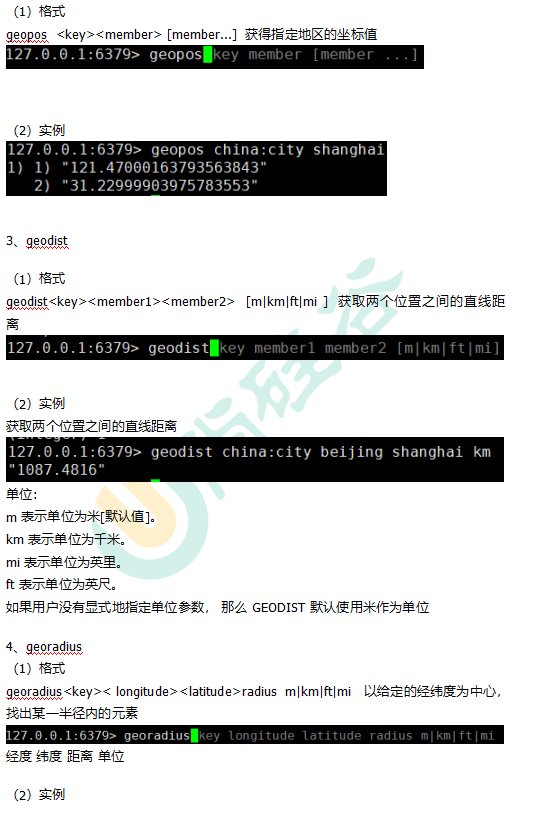 （1）格式
geopos <key><member> [member...] 获得指定地区的坐标值
127.0.0.1:6379> geopos key member [member ...]
（2）实例
127.0.0.1:6379> geopos china:city shanghai
1) 1) "121.47000163793563843"
2) "31.22999903975783553"
3、geodist
（1）格式
geodist<key><member1><member2> [m|km|ft|mi ] 获取两个位置之间的直线距
离
127.0.0.1:6379> geodist key member1 member2 [m|km|ft|mi]
（2）实例
获取两个位置之间的直线距离
127.0.0.1:6379> geodist china:city beijing shanghai km
"1087.4816"
单位：
m 表示单位为米[默认值]。
km 表示单位为千米。
mi 表示单位为英里。
ft 表示单位为英尺。
如果用户没有显式地指定单位参数， 那么 GEODIST 默认使用米作为单位
4、georadius
（1）格式
georadius<key>< longitude><latitude>radius m|km|ft|mi 以给定的经纬度为中心，
找出某一半径内的元素
127.0.0.1:6379> georadius key longitude latitude radius m|km|ft|mi
经度 纬度 距离 单位
（2）实例